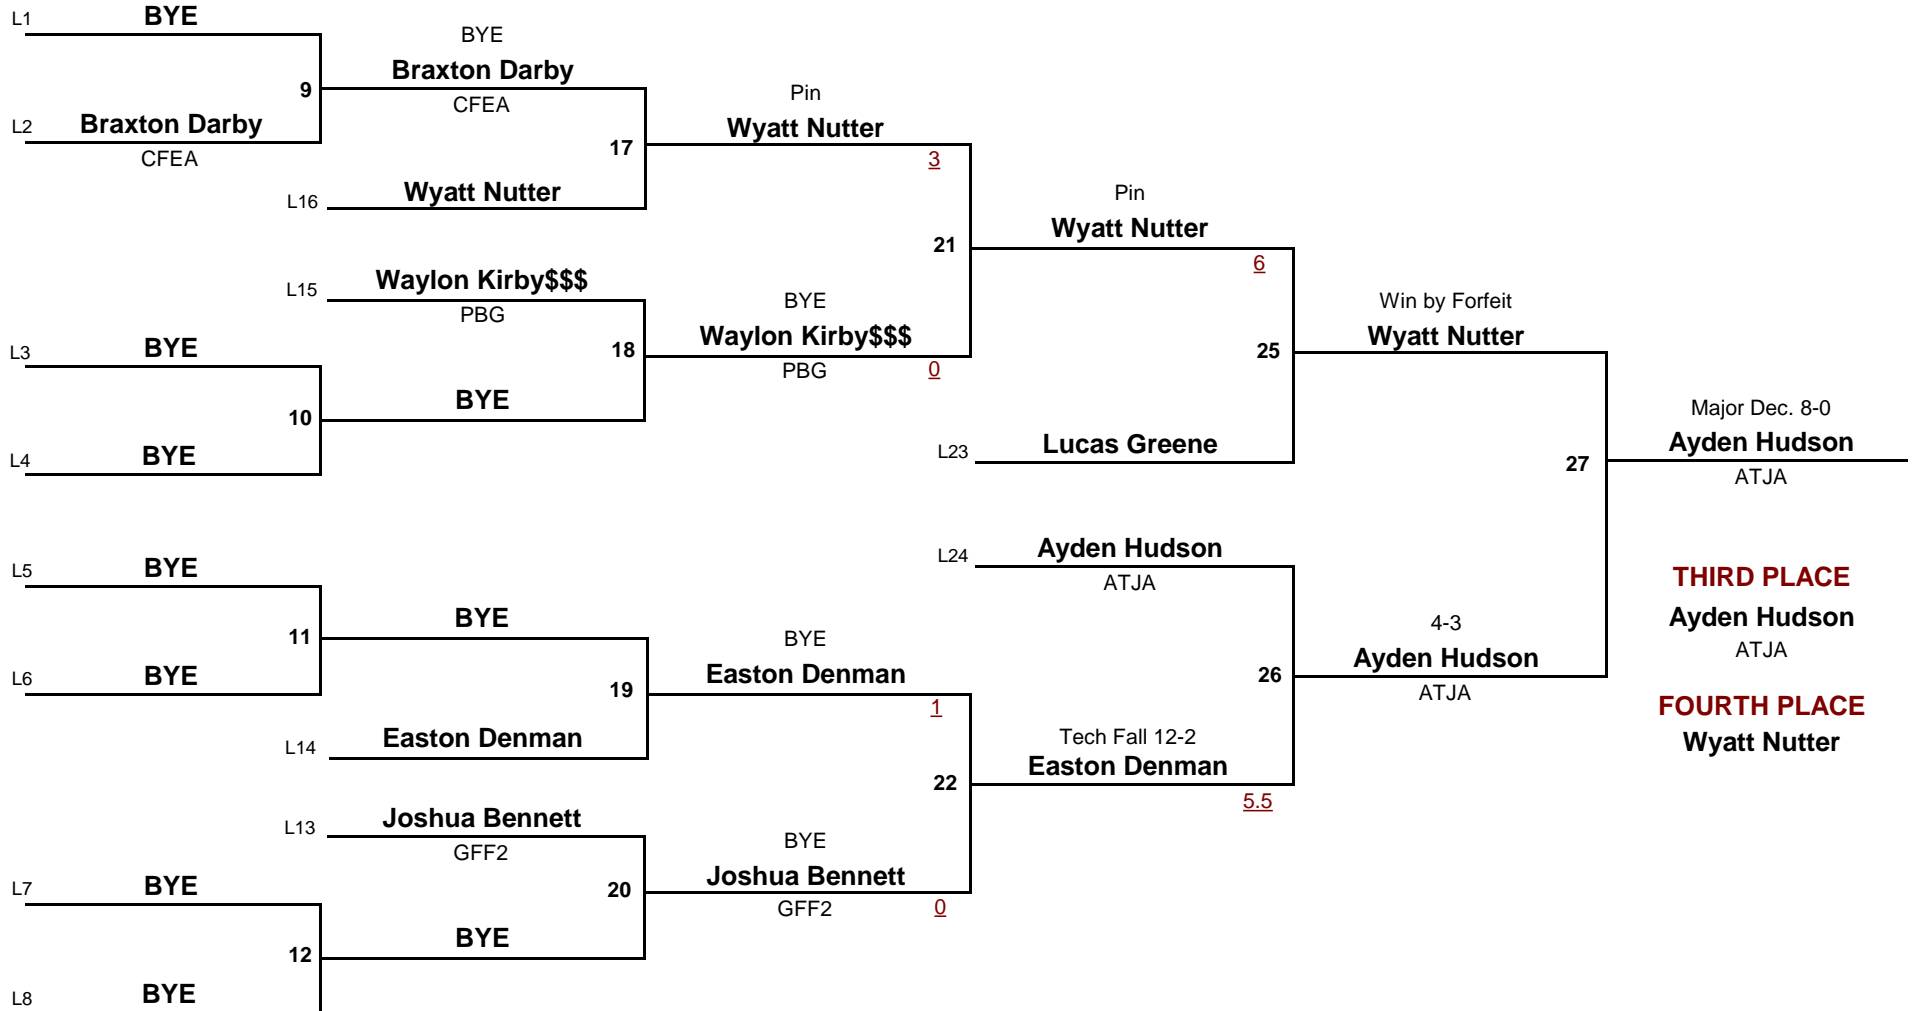 L1 BYE
9
L2 Braxton Darby
CFEA
BYE
Braxton Darby
CFEA
17
L16 Wyatt Nutter
Pin
Wyatt Nutter
3
L15 Waylon Kirby$$$
PBG
L3 BYE
10
L4 BYE
18
BYE
BYE
Waylon Kirby$$$
PBG
0
21
Pin
Wyatt Nutter
6
25
L23 Lucas Greene
Win by Forfeit
Wyatt Nutter
27
Major Dec. 8-0
Ayden Hudson
ATJA
L5 BYE
11
L6 BYE
BYE
19
L14 Easton Denman
BYE
Easton Denman
1
L13 Joshua Bennett
GFF2
L7 BYE
12
L8 BYE
20
BYE
BYE
Joshua Bennett
GFF2
0
22
L24 Ayden Hudson
ATJA
26
Tech Fall 12-2
Easton Denman
5.5
4-3
Ayden Hudson
ATJA
THIRD PLACE
Ayden Hudson
ATJA
FOURTH PLACE
Wyatt Nutter